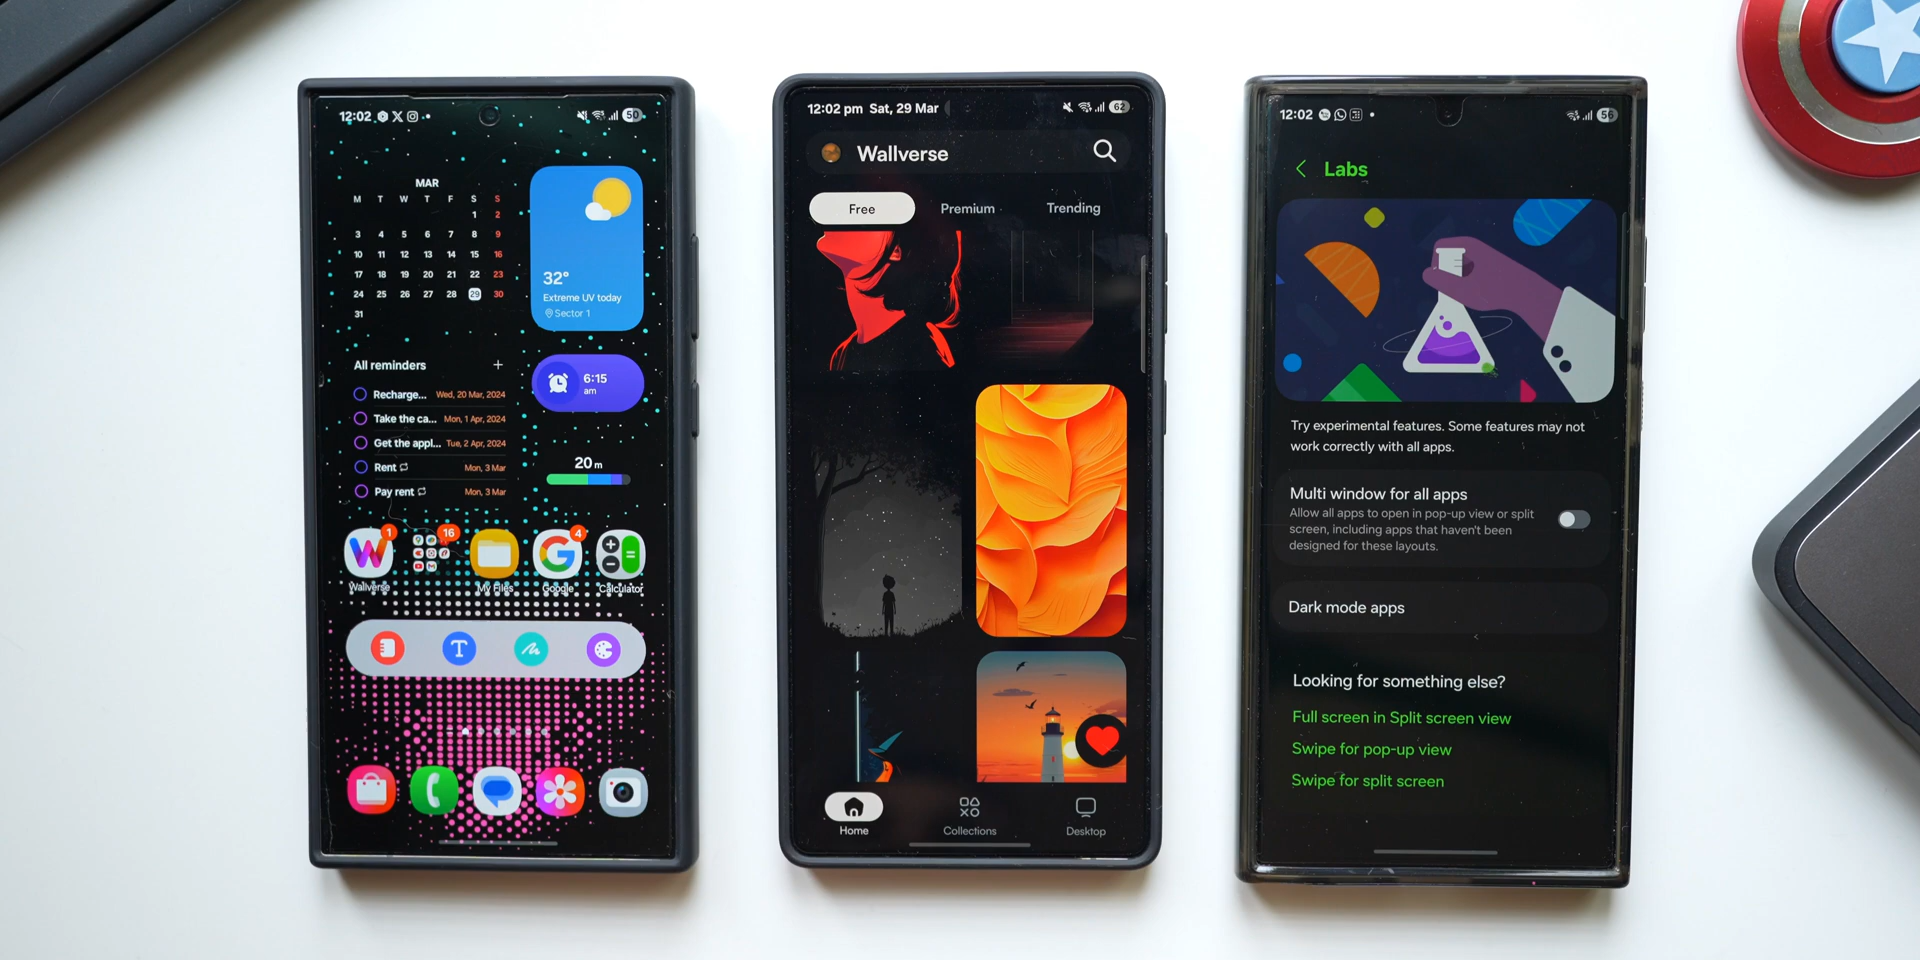 12:02
50
MAR
M T W T F S S
1 2
3 4 5 6 7 8 9
10 11 12 13 14 15 16
17 18 19 20 21 22 23
24 25 26 27 28 29 30
31
32°
Extreme UV today
Sector 1
All reminders +
Recharge... Wed, 20 Mar, 2024
Take the ca... Mon, 1 Apr, 2024
Get the appl... Tue, 2 Apr, 2024
Rent Mon, 3 Mar
Pay rent Mon, 3 Mar
6:15
am
20 m
1 16 4
Wallverse My Files Google Calculator
T
12:02 pm Sat, 29 Mar 62
Wallverse
Free Premium Trending
Home Collections Desktop
12:02 56
Labs
Try experimental features. Some features may not
work correctly with all apps.
Multi window for all apps
Allow all apps to open in pop-up view or split
screen, including apps that haven't been
designed for these layouts.
Dark mode apps
Looking for something else?
Full screen in Split screen view
Swipe for pop-up view
Swipe for split screen